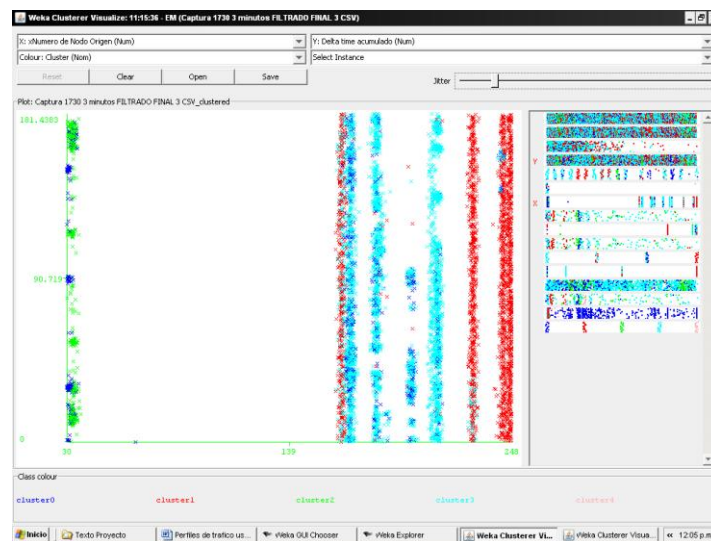 Weka Clusterer Visualize: 11:15:36 - EM (Captura 1730 3 minutos FILTRADO FINAL 3 CSV)
X: xNumero de Nodo Origen (Num) Y: Delta time acumulado (Num)
Colour: Cluster (Nom) Select Instance
Reset Clear Open Save Jitter
Plot: Captura 1730 3 minutos FILTRADO FINAL 3 CSV_clustered
181.4383
Y
X
90.719
0
30 139 248
Class colour
cluster0 cluster1 cluster2 cluster3 cluster4
Inicio Texto Proyecto Perfiles de trafico us... Weka GUI Chooser Weka Explorer Weka Clusterer Vi... Weka Clusterer Visua... « 12:05 p.m.